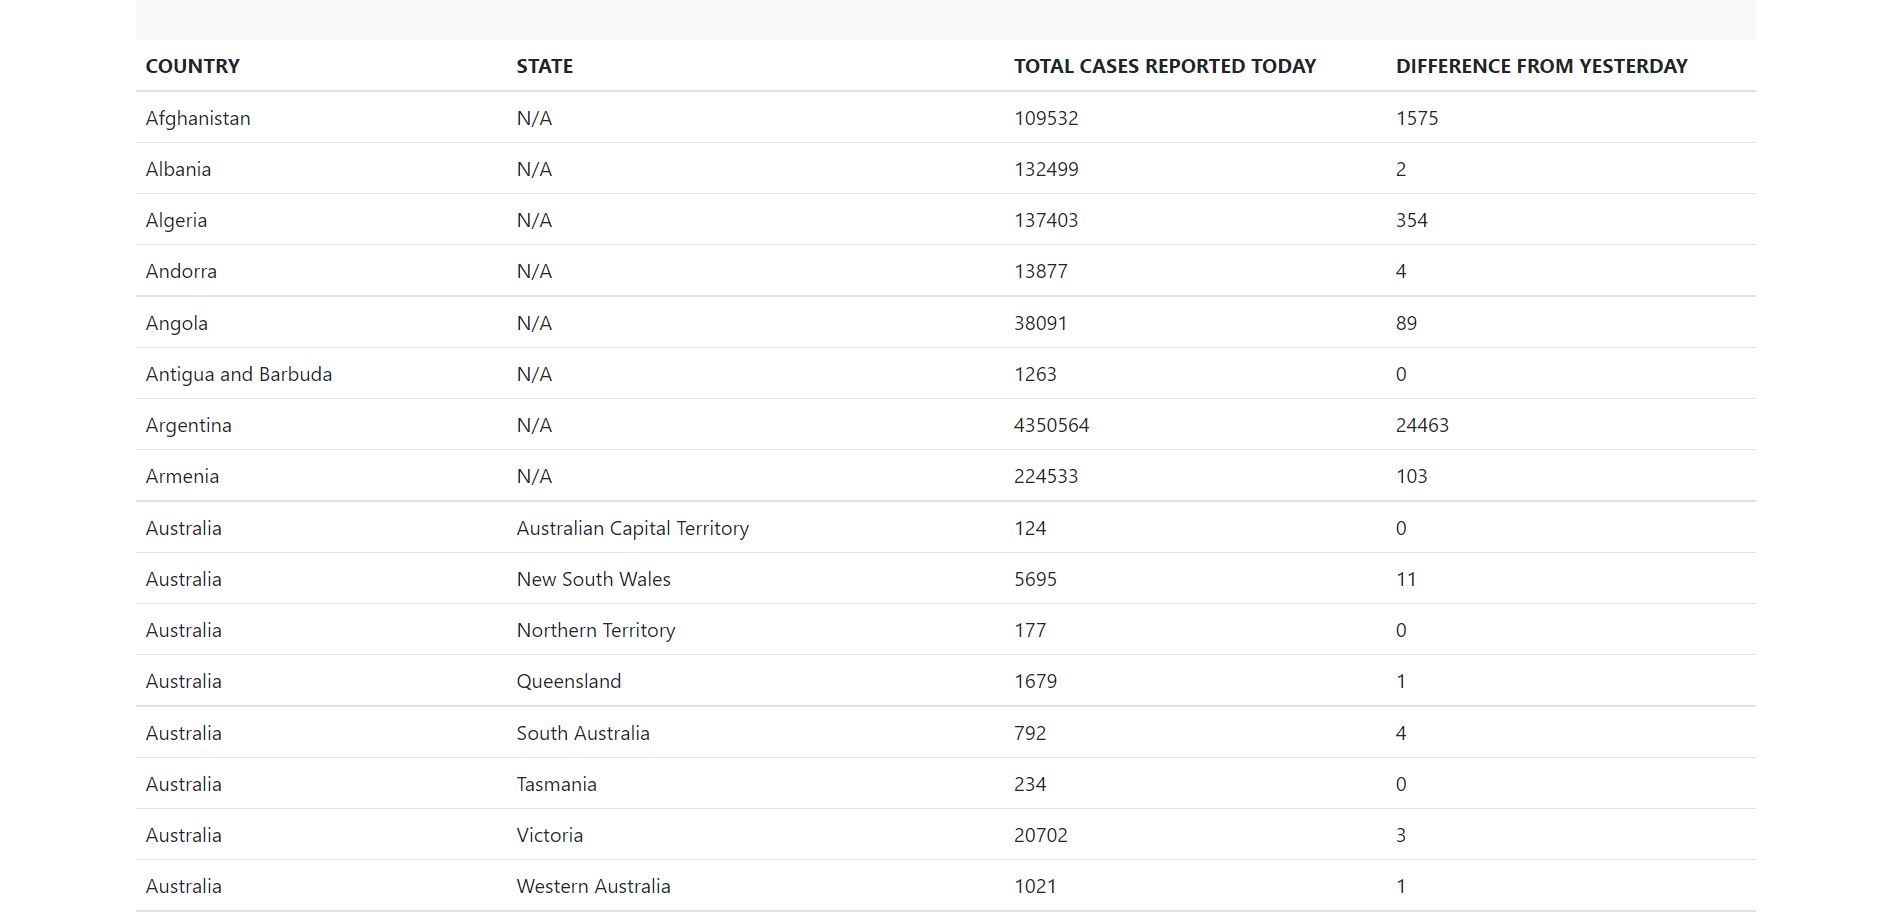 COUNTRY STATE TOTAL CASES REPORTED TODAY DIFFERENCE FROM YESTERDAY
Afghanistan N/A 109532 1575
Albania N/A 132499 2
Algeria N/A 137403 354
Andorra N/A 13877 4
Angola N/A 38091 89
Antigua and Barbuda N/A 1263 0
Argentina N/A 4350564 24463
Armenia N/A 224533 103
Australia Australian Capital Territory 124 0
Australia New South Wales 5695 11
Australia Northern Territory 177 0
Australia Queensland 1679 1
Australia South Australia 792 4
Australia Tasmania 234 0
Australia Victoria 20702 3
Australia Western Australia 1021 1